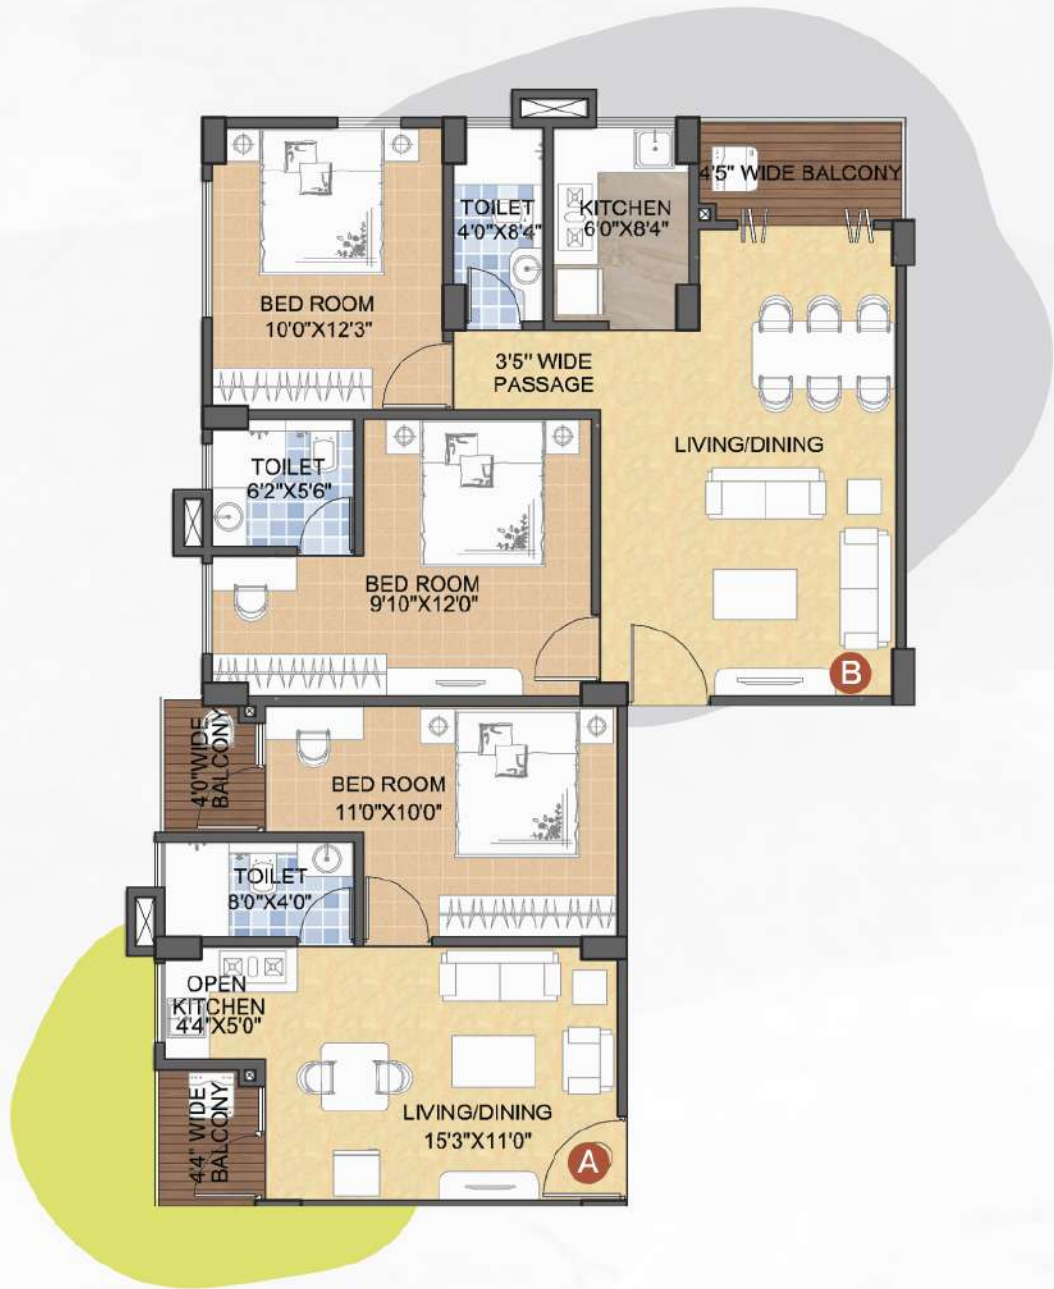 4'5" WIDE BALCONY
TOILET
4'0"X8'4"
KITCHEN
6'0"X8'4"
BED ROOM
10'0"X12'3"
3'5" WIDE
PASSAGE
LIVING/DINING
TOILET
6'2"X5'6"
BED ROOM
9'10"X12'0"
B
4'0"WIDE
BALCONY
BED ROOM
11'0"X10'0"
TOILET
8'0"X4'0"
OPEN
KITCHEN
4'4"X5'0"
4'4" WIDE
BALCONY
LIVING/DINING
15'3"X11'0"
A